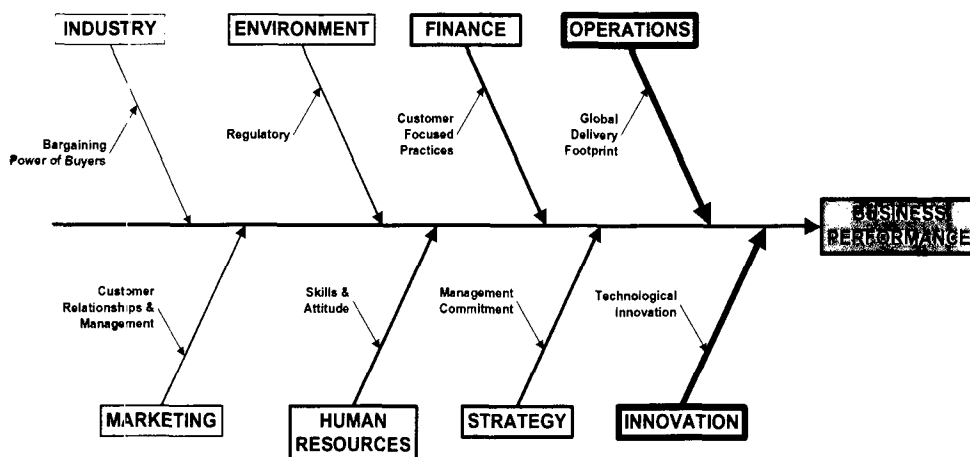 INDUSTRY
ENVIRONMENT
FINANCE
OPERATIONS
Bargaining
Power of Buyers
Regulatory
Customer
Focused
Practices
Global
Delivery
Footprint
BUSINESS
PERFORMANCE
Customer
Relationships &
Management
Skills &
Attitude
Management
Commitment
Technological
Innovation
MARKETING
HUMAN
RESOURCES
STRATEGY
INNOVATION